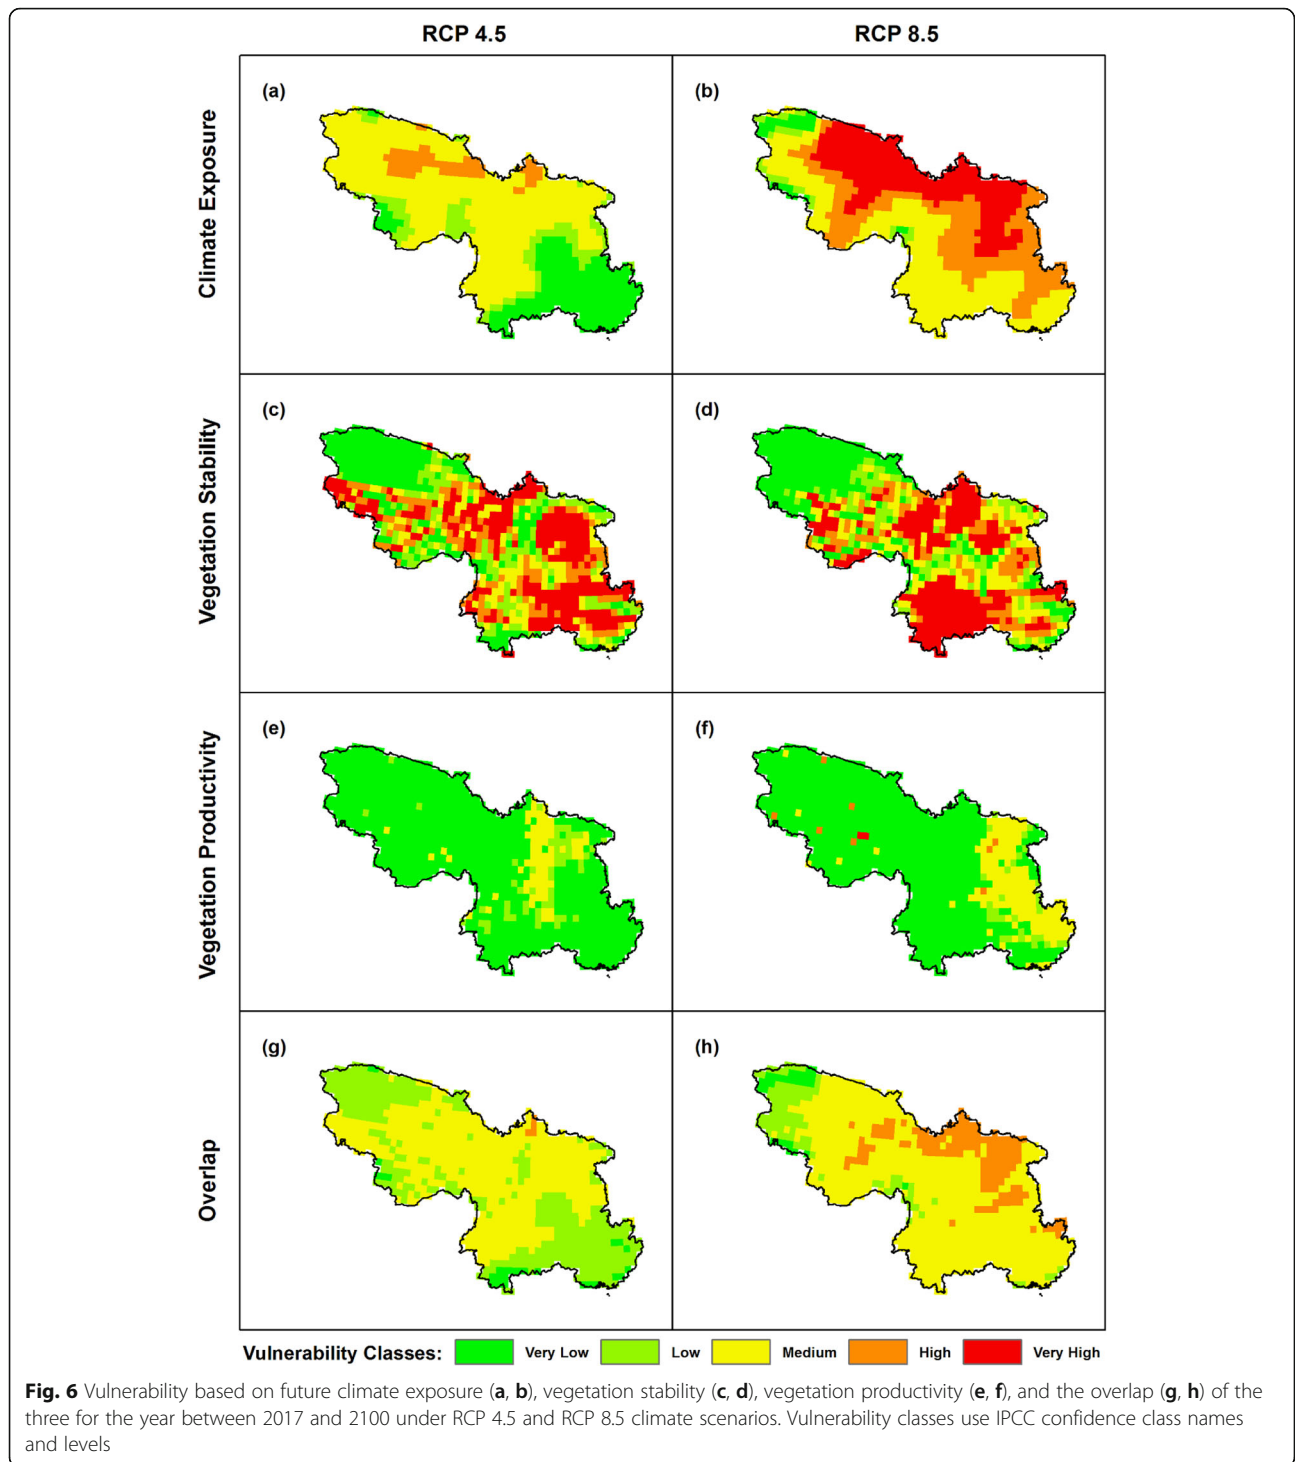 RCP 4.5 RCP 8.5
Climate Exposure
(a) (b)
Vegetation Stability
(c) (d)
Vegetation Productivity
(e) (f)
Overlap
(g) (h)
Vulnerability Classes: Very Low Low Medium High Very High
Fig. 6 Vulnerability based on future climate exposure (a, b), vegetation stability (c, d), vegetation productivity (e, f), and the overlap (g, h) of the
three for the year between 2017 and 2100 under RCP 4.5 and RCP 8.5 climate scenarios. Vulnerability classes use IPCC confidence class names
and levels